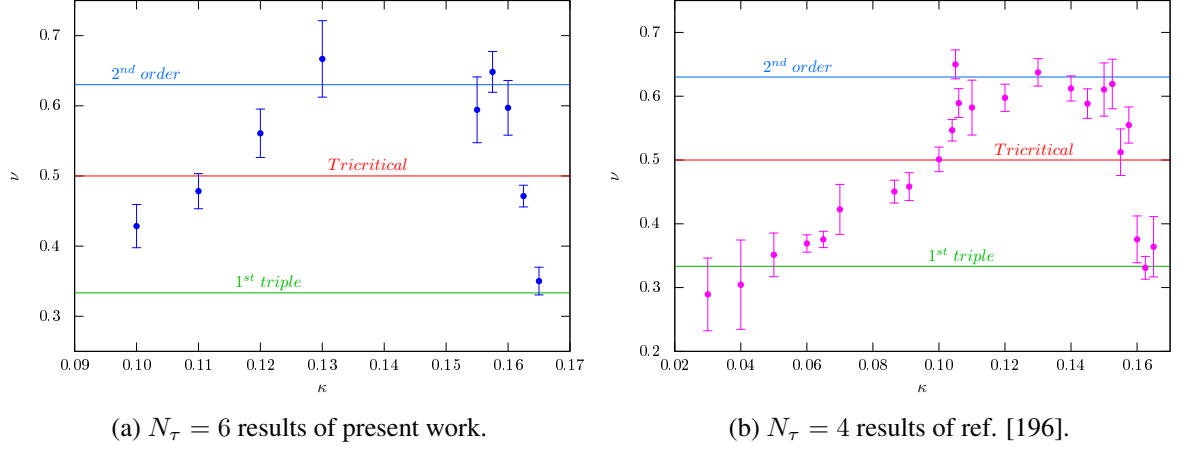 0.7
0.6
0.5
0.4
0.3
ν
2nd order
Tricritical
1st triple
0.09 0.10 0.11 0.12 0.13 0.14 0.15 0.16 0.17
κ
(a) Nτ = 6 results of present work.
0.7
0.6
0.5
0.4
0.3
0.2
ν
2nd order
Tricritical
1st triple
0.02 0.04 0.06 0.08 0.10 0.12 0.14 0.16
κ
(b) Nτ = 4 results of ref. [196].